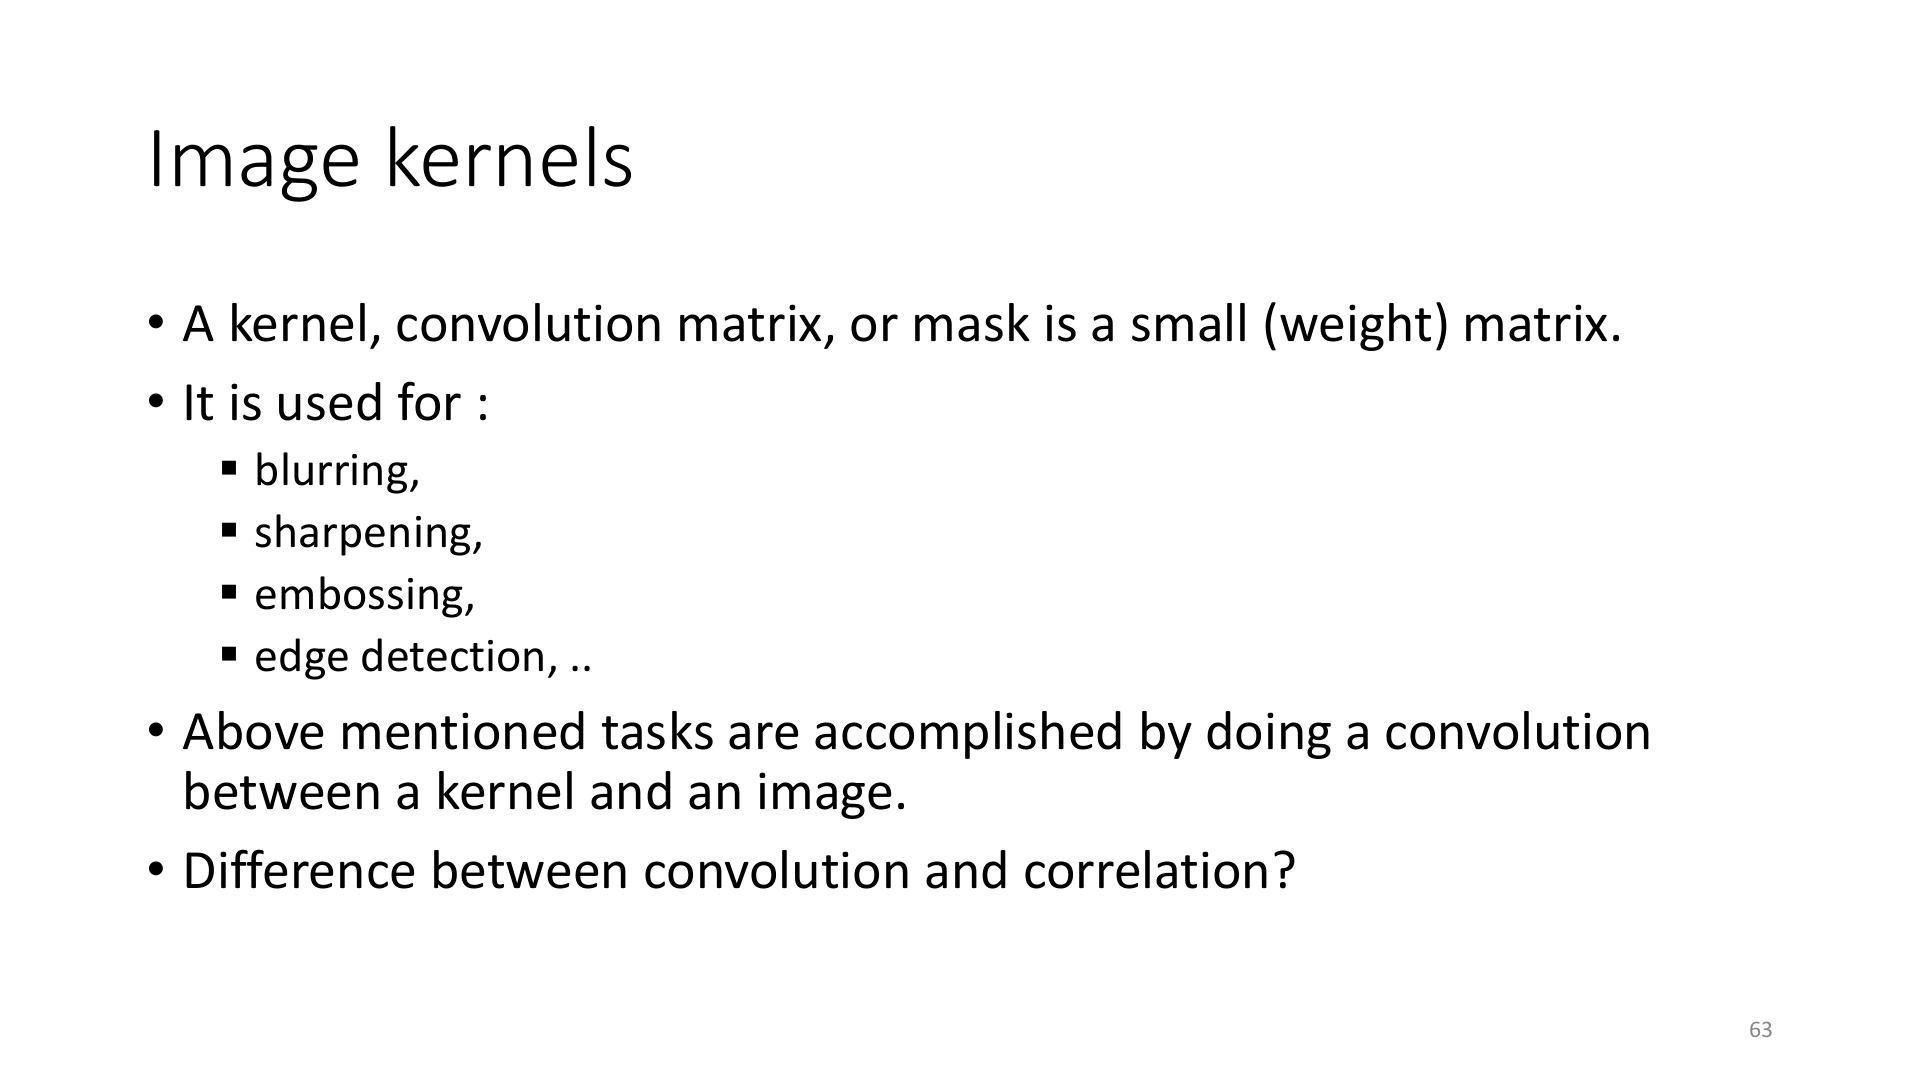 Image kernels
• A kernel, convolution matrix, or mask is a small (weight) matrix.
• It is used for :
▪ blurring,
▪ sharpening,
▪ embossing,
▪ edge detection, ..
• Above mentioned tasks are accomplished by doing a convolution
between a kernel and an image.
• Difference between convolution and correlation?
63